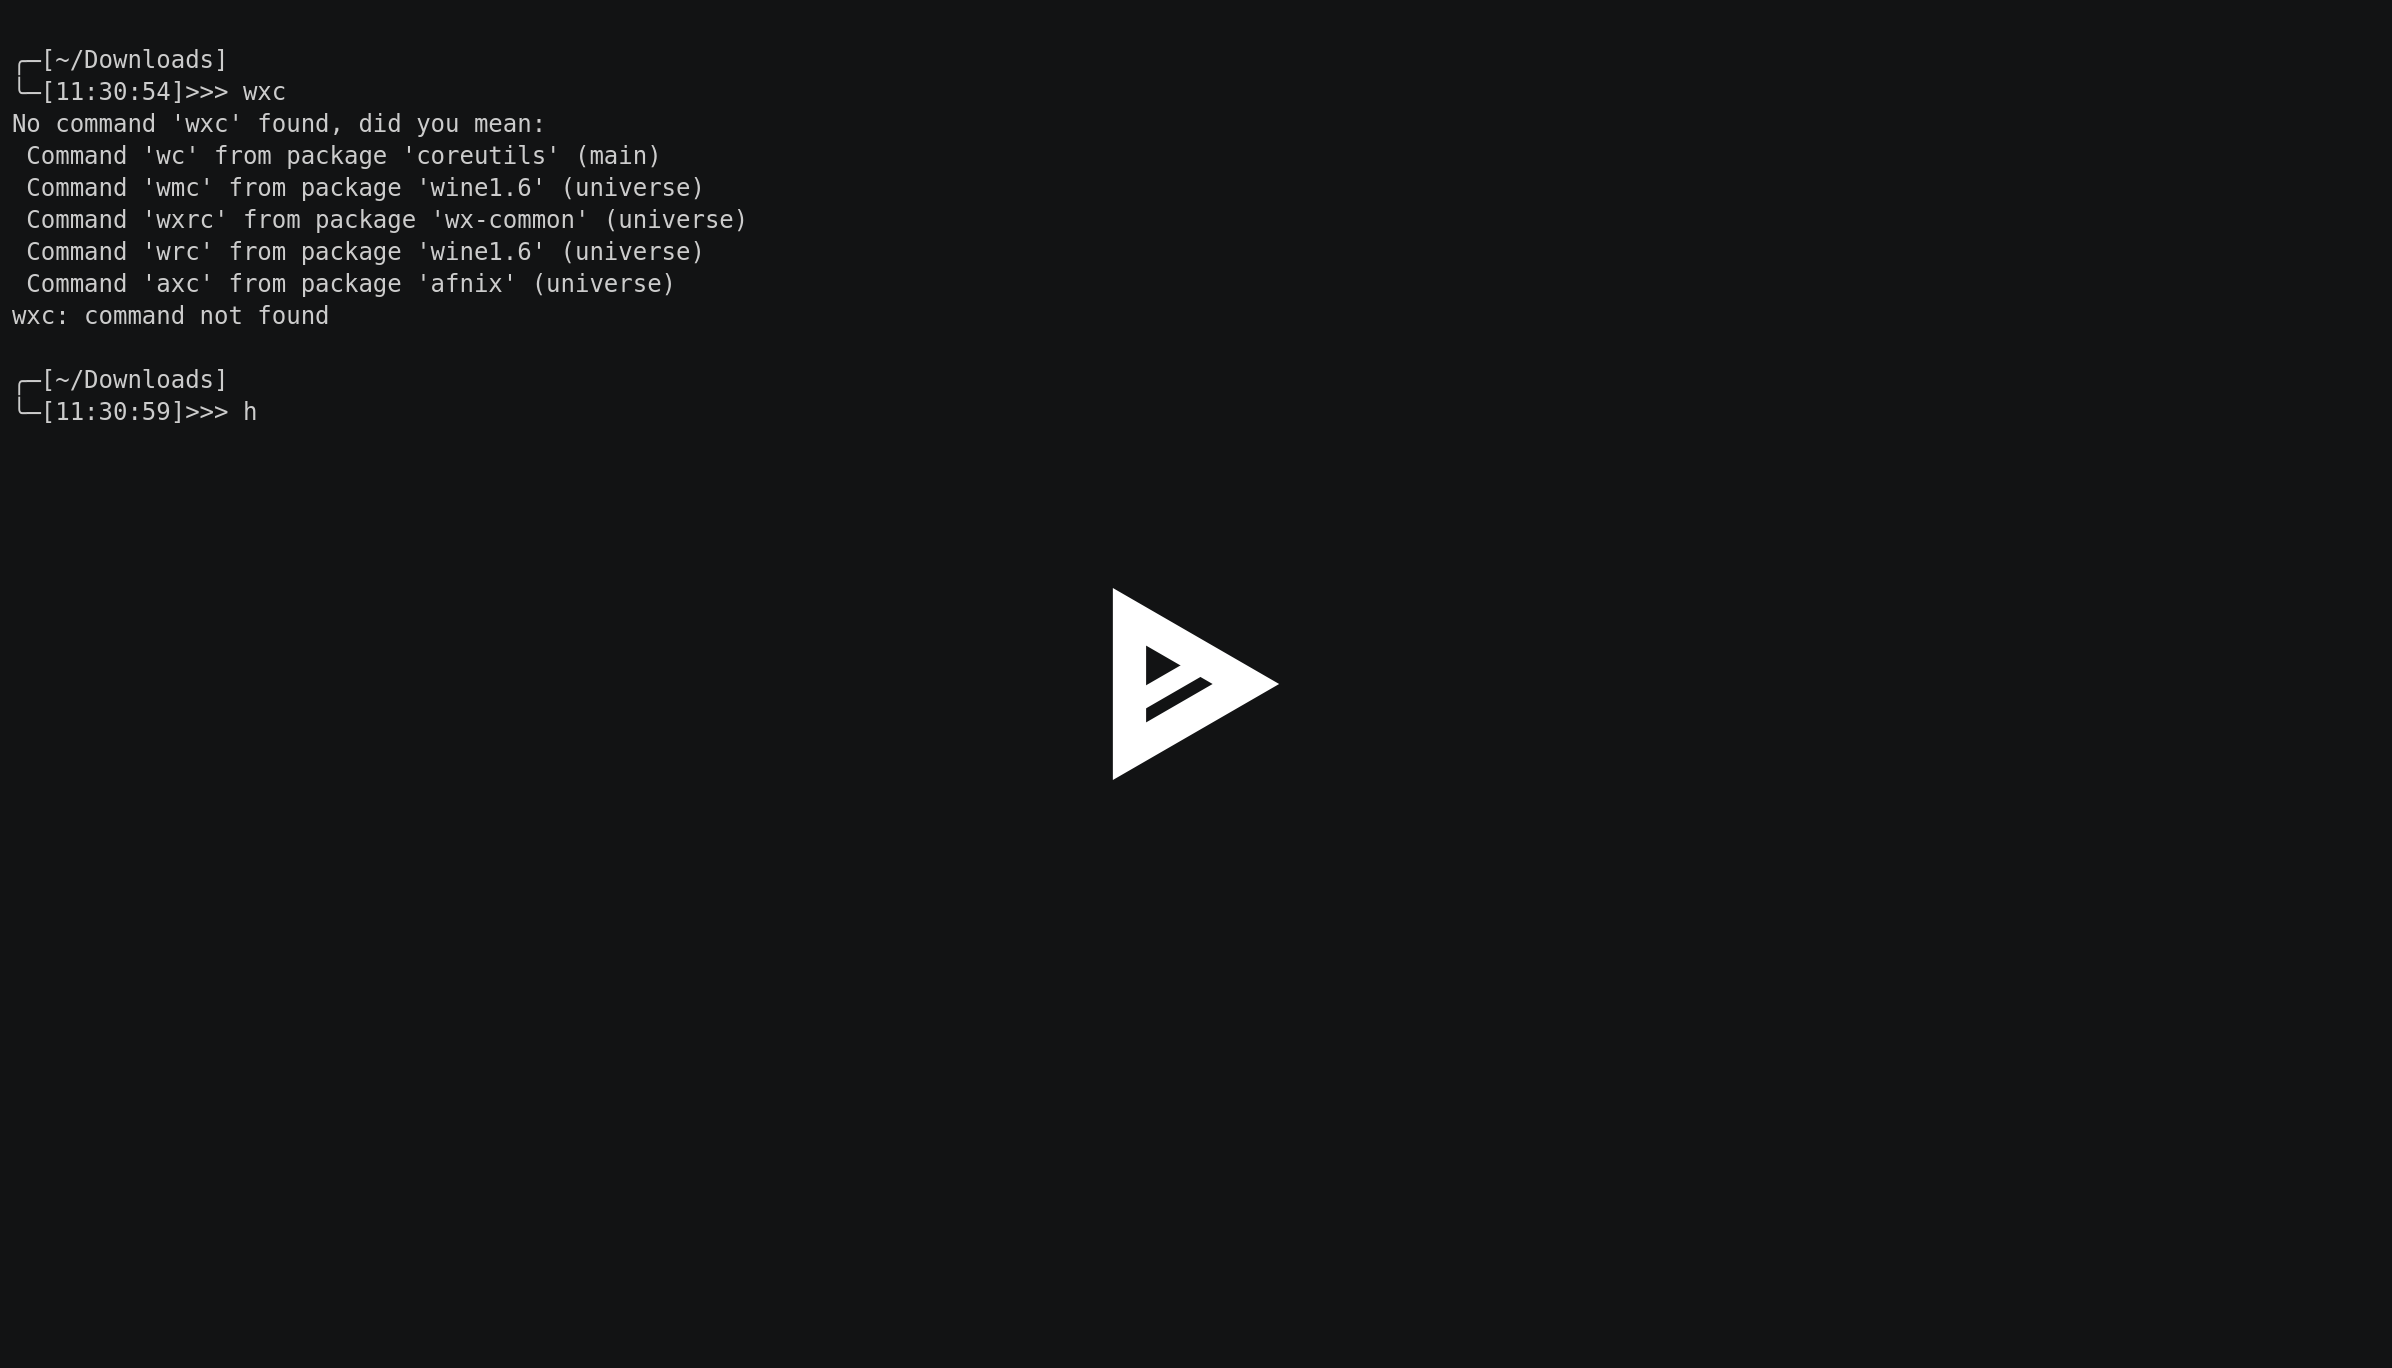 ╭─[~/Downloads]
╰─[11:30:54]>>> wxc
No command 'wxc' found, did you mean:
 Command 'wc' from package 'coreutils' (main)
 Command 'wmc' from package 'wine1.6' (universe)
 Command 'wxrc' from package 'wx-common' (universe)
 Command 'wrc' from package 'wine1.6' (universe)
 Command 'axc' from package 'afnix' (universe)
wxc: command not found

╭─[~/Downloads]
╰─[11:30:59]>>> h